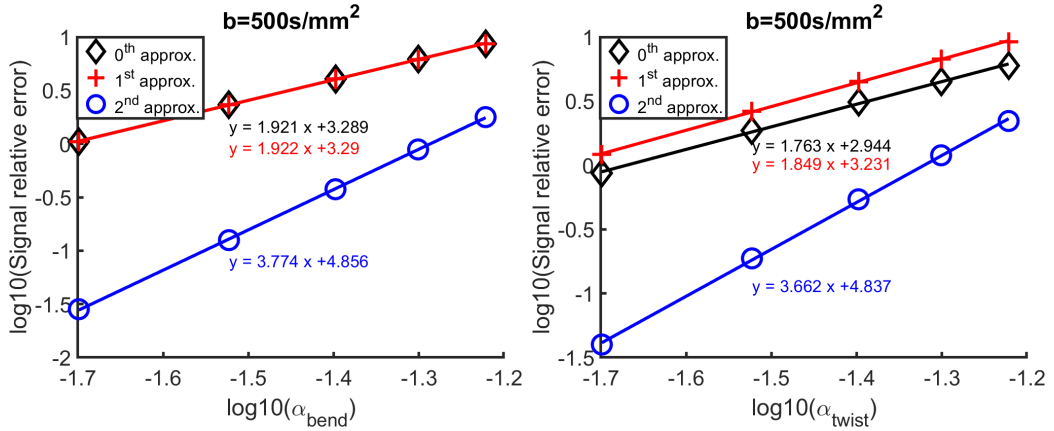 b=500s/mm²
1
0.5
0
-0.5
-1
-1.5
-2
log10(Signal relative error)
0th approx.
1st approx.
2nd approx.
y = 1.921 x +3.289
y = 1.922 x +3.29
y = 3.774 x +4.856
-1.7 -1.6 -1.5 -1.4 -1.3 -1.2
log10(αbend)
b=500s/mm²
1
0.5
0
-0.5
-1
-1.5
log10(Signal relative error)
0th approx.
1st approx.
2nd approx.
y = 1.763 x +2.944
y = 1.849 x +3.231
y = 3.662 x +4.837
-1.7 -1.6 -1.5 -1.4 -1.3 -1.2
log10(αtwist)